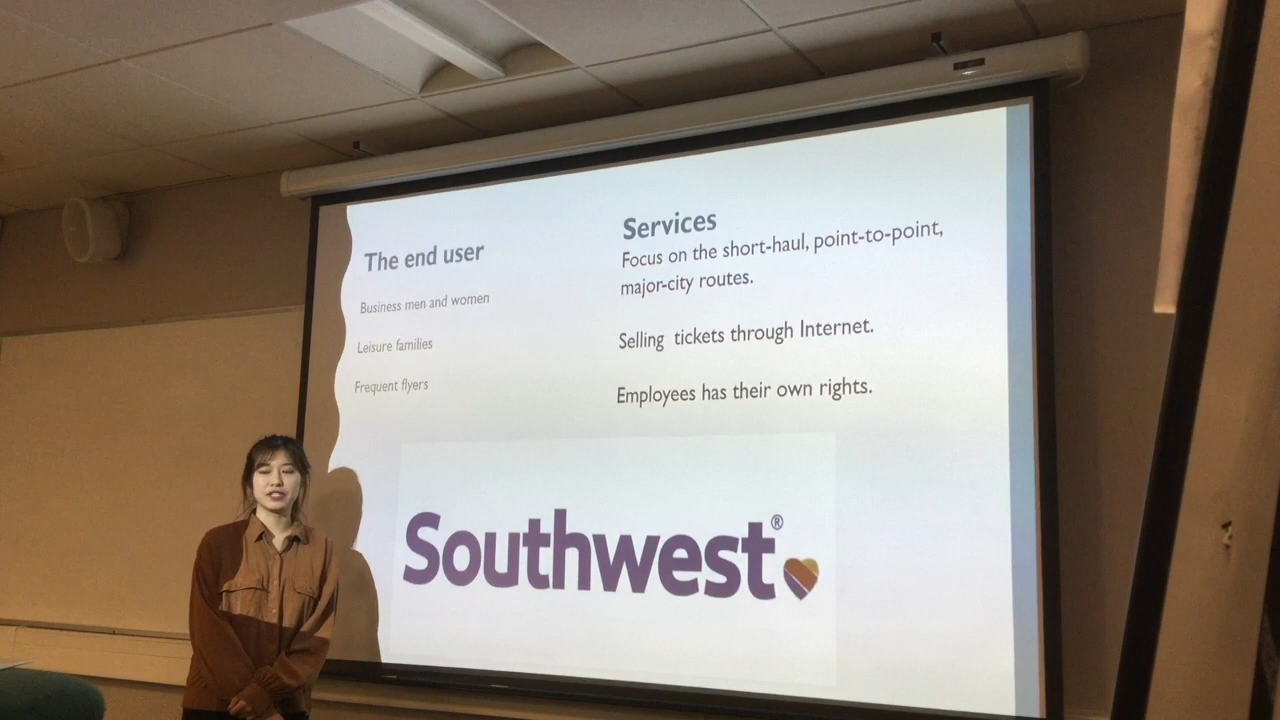 The end user
Business men and women
Leisure families
Frequent flyers
Services
Focus on the short-haul, point-to-point,
major-city routes.
Selling tickets through Internet.
Employees has their own rights.
Southwest®